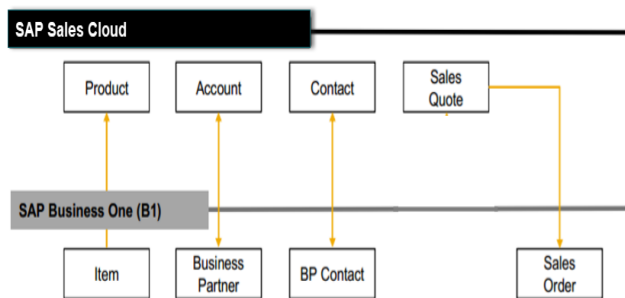 SAP Sales Cloud
Product
Account
Contact
Sales
Quote
SAP Business One (B1)
Item
Business
Partner
BP Contact
Sales
Order